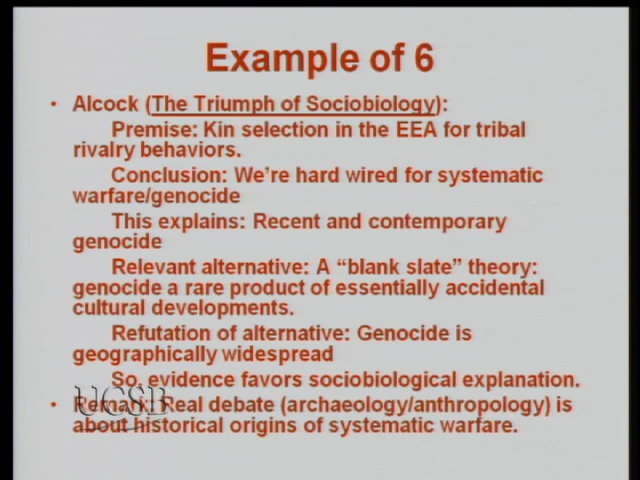 Example of 6
• Alcock (The Triumph of Sociobiology):
Premise: Kin selection in the EEA for tribal
rivalry behaviors.
Conclusion: We're hard wired for systematic
warfare/genocide
This explains: Recent and contemporary
genocide
Relevant alternative: A “blank slate” theory:
genocide a rare product of essentially accidental
cultural developments.
Refutation of alternative: Genocide is
geographically widespread
So, evidence favors sociobiological explanation.
UCSB
• Remark: Real debate (archaeology/anthropology) is
about historical origins of systematic warfare.